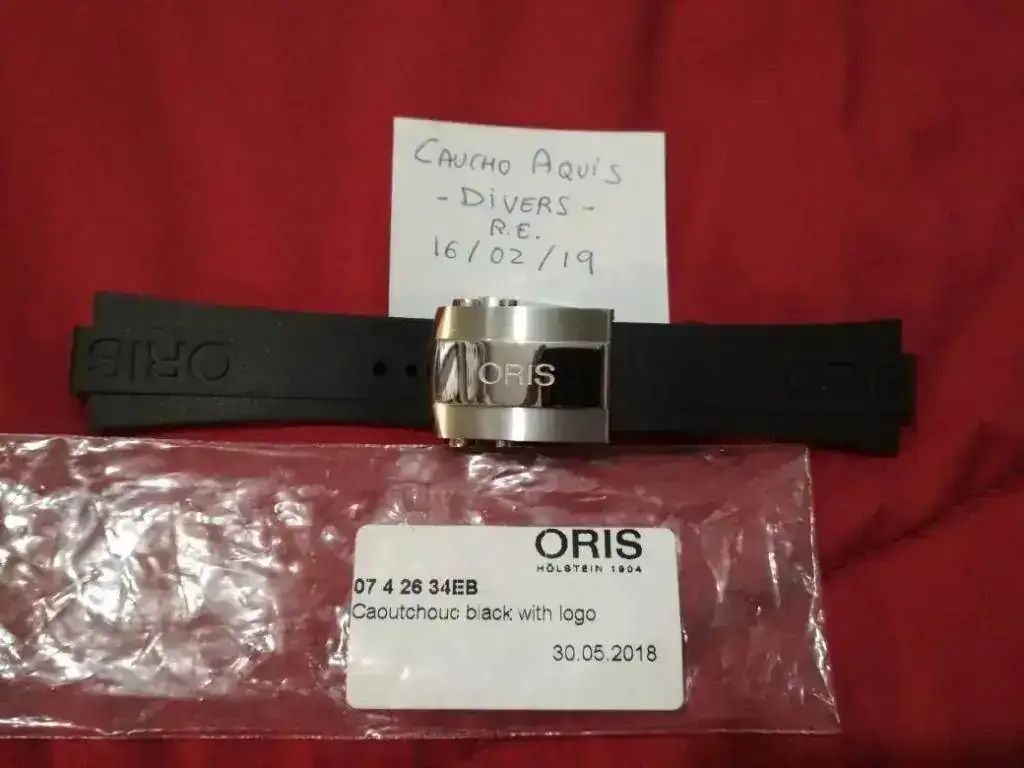 CAUCHO AQUIS
- DIVERS -
R.E.
16/02/19
ORIS
ORIS
ORIS
ORIS
HÖLSTEIN 1904
07 4 26 34EB
Caoutchouc black with logo
30.05.2018